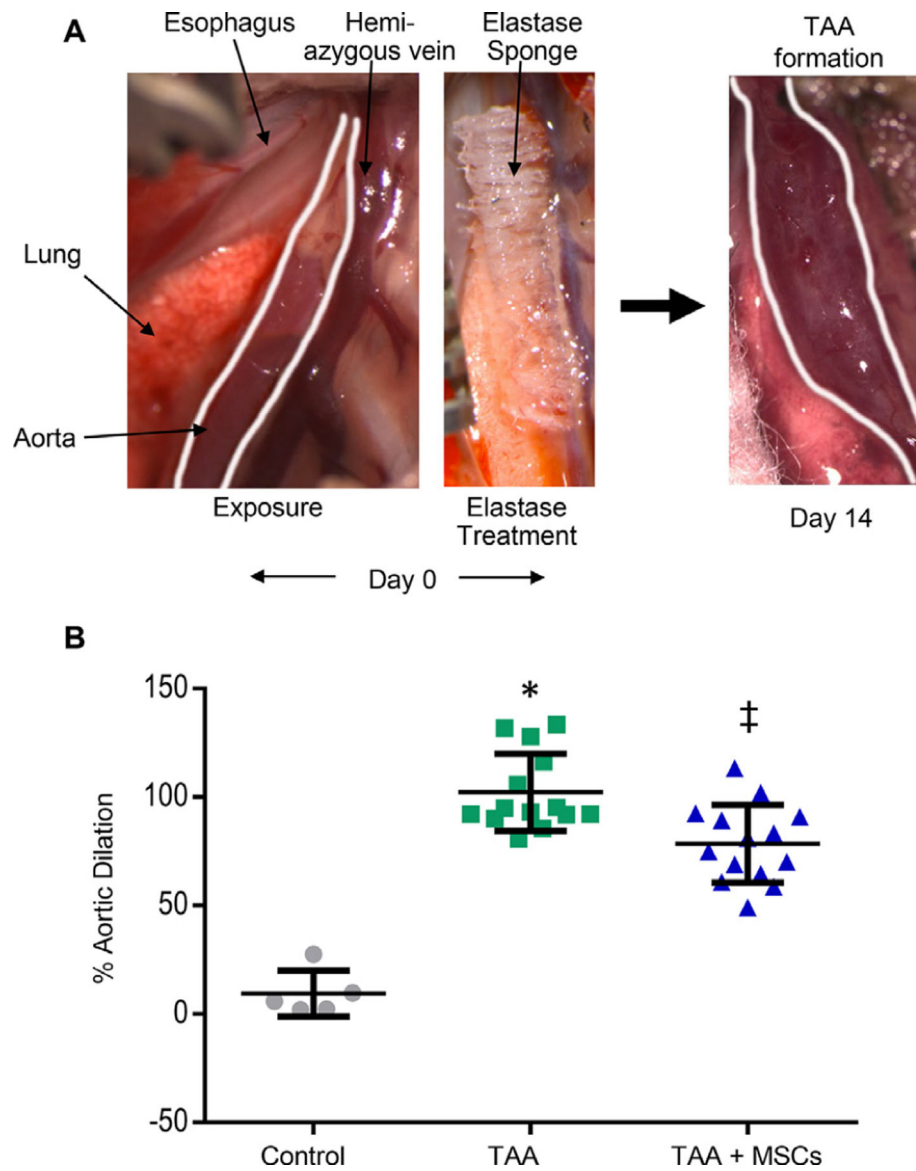 A
Esophagus
Hemi-
azygous vein
Elastase
Sponge
TAA
formation
Lung
Aorta
Exposure
Elastase
Treatment
Day 14
Day 0
B
% Aortic Dilation
150
100
50
0
-50
*
‡
Control
TAA
TAA + MSCs